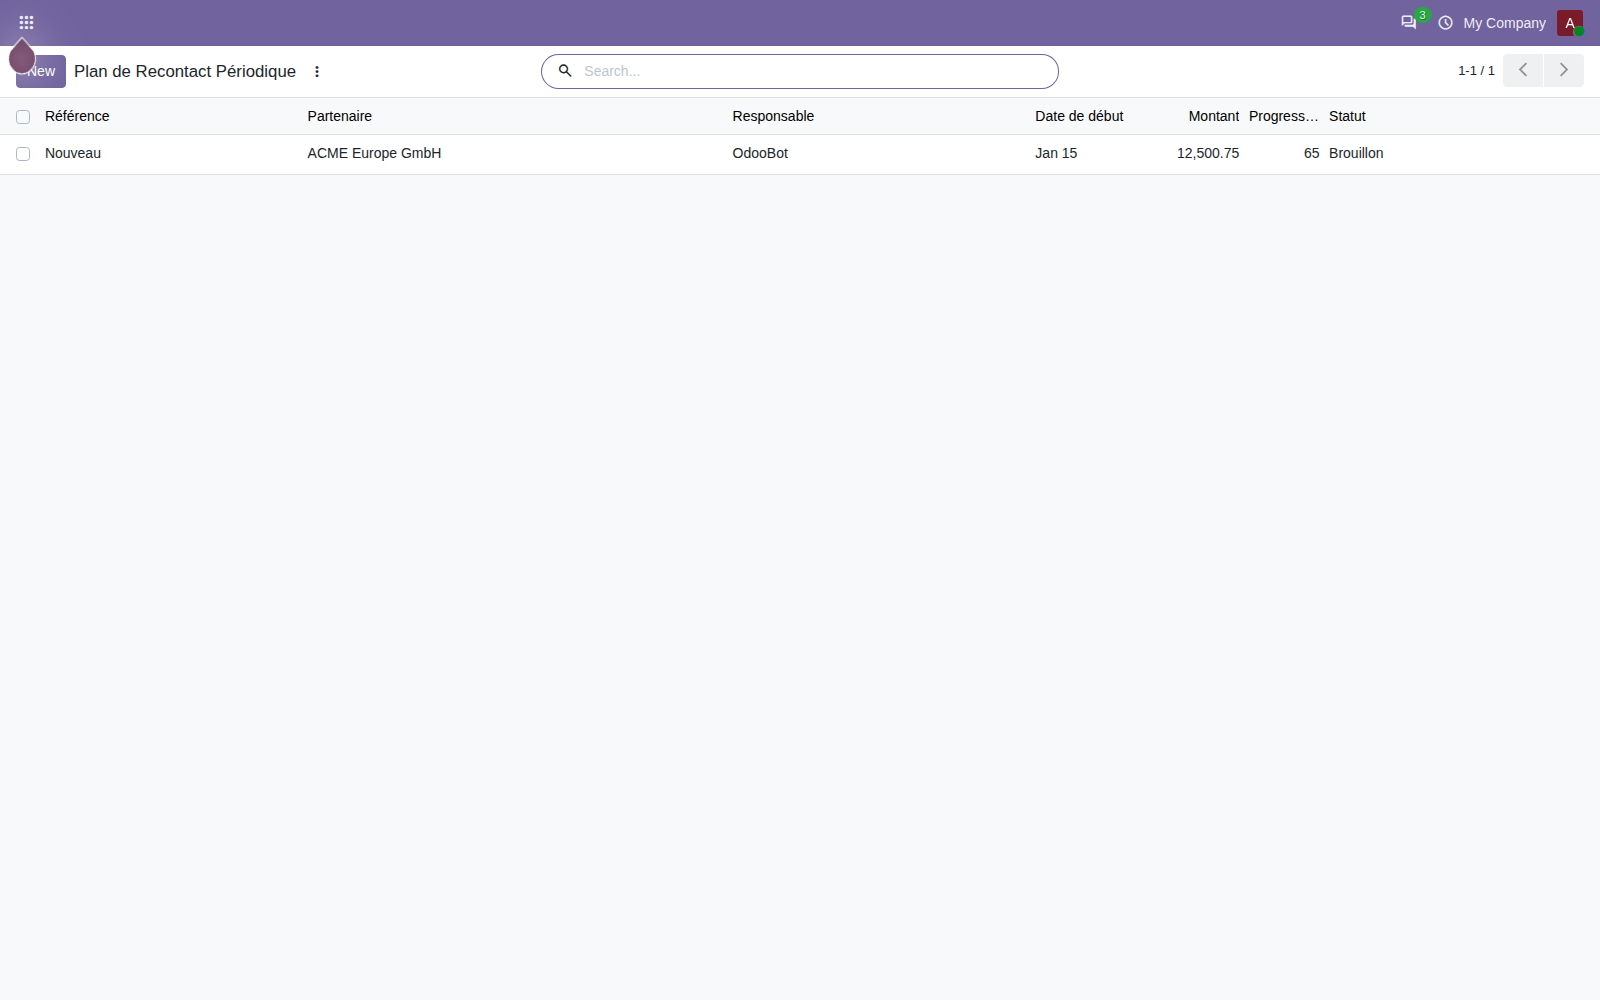 3
My Company
A
New
Plan de Recontact Périodique
Search...
1-1 / 1
Référence Partenaire Responsable Date de début Montant Progress... Statut
Nouveau ACME Europe GmbH OdooBot Jan 15 12,500.75 65 Brouillon